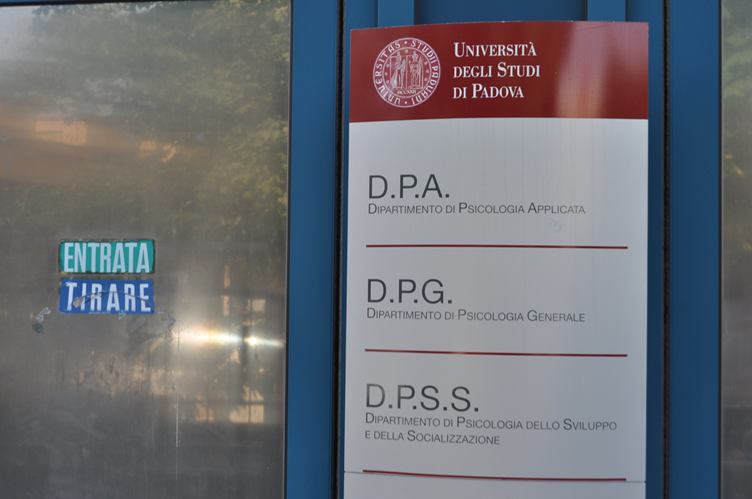 UNIVERSITÀ
DEGLI STUDI
DI PADOVA
D.P.A.
DIPARTIMENTO DI PSICOLOGIA APPLICATA
D.P.G.
DIPARTIMENTO DI PSICOLOGIA GENERALE
D.P.S.S.
DIPARTIMENTO DI PSICOLOGIA DELLO SVILUPPO
E DELLA SOCIALIZZAZIONE
ENTRATA
TIRARE